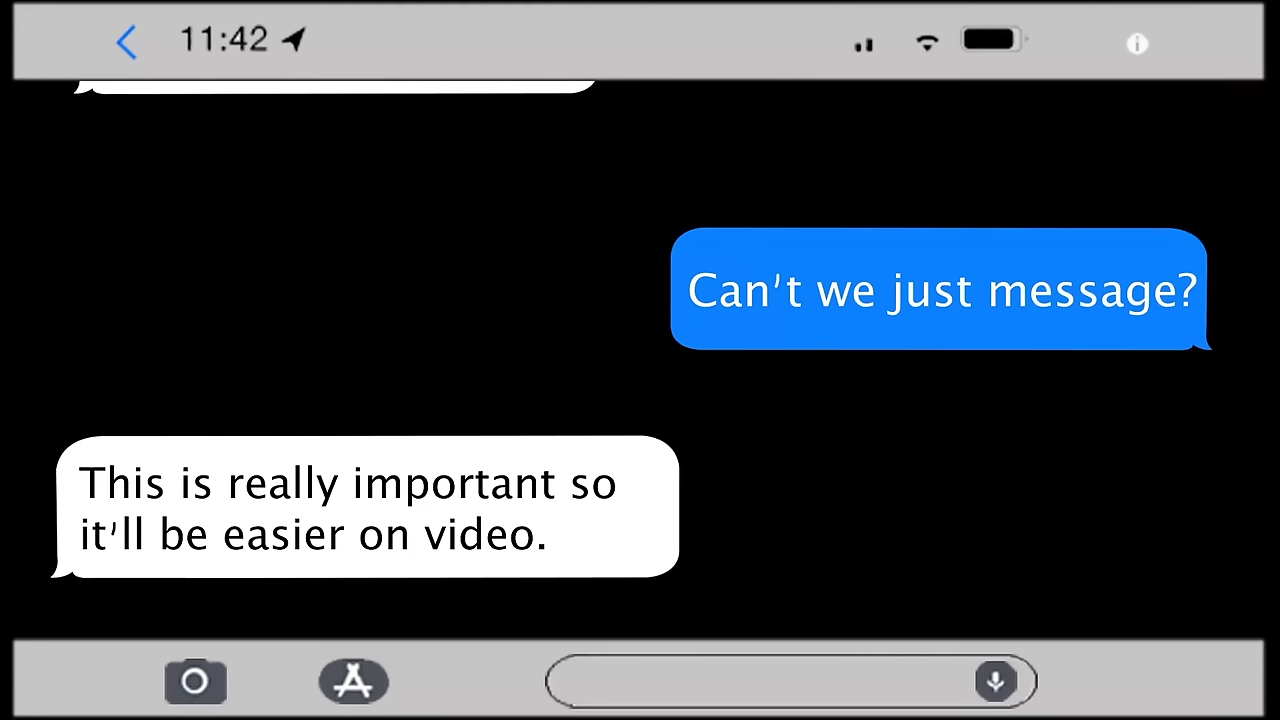 11:42
Can't we just message?
This is really important so
it'll be easier on video.